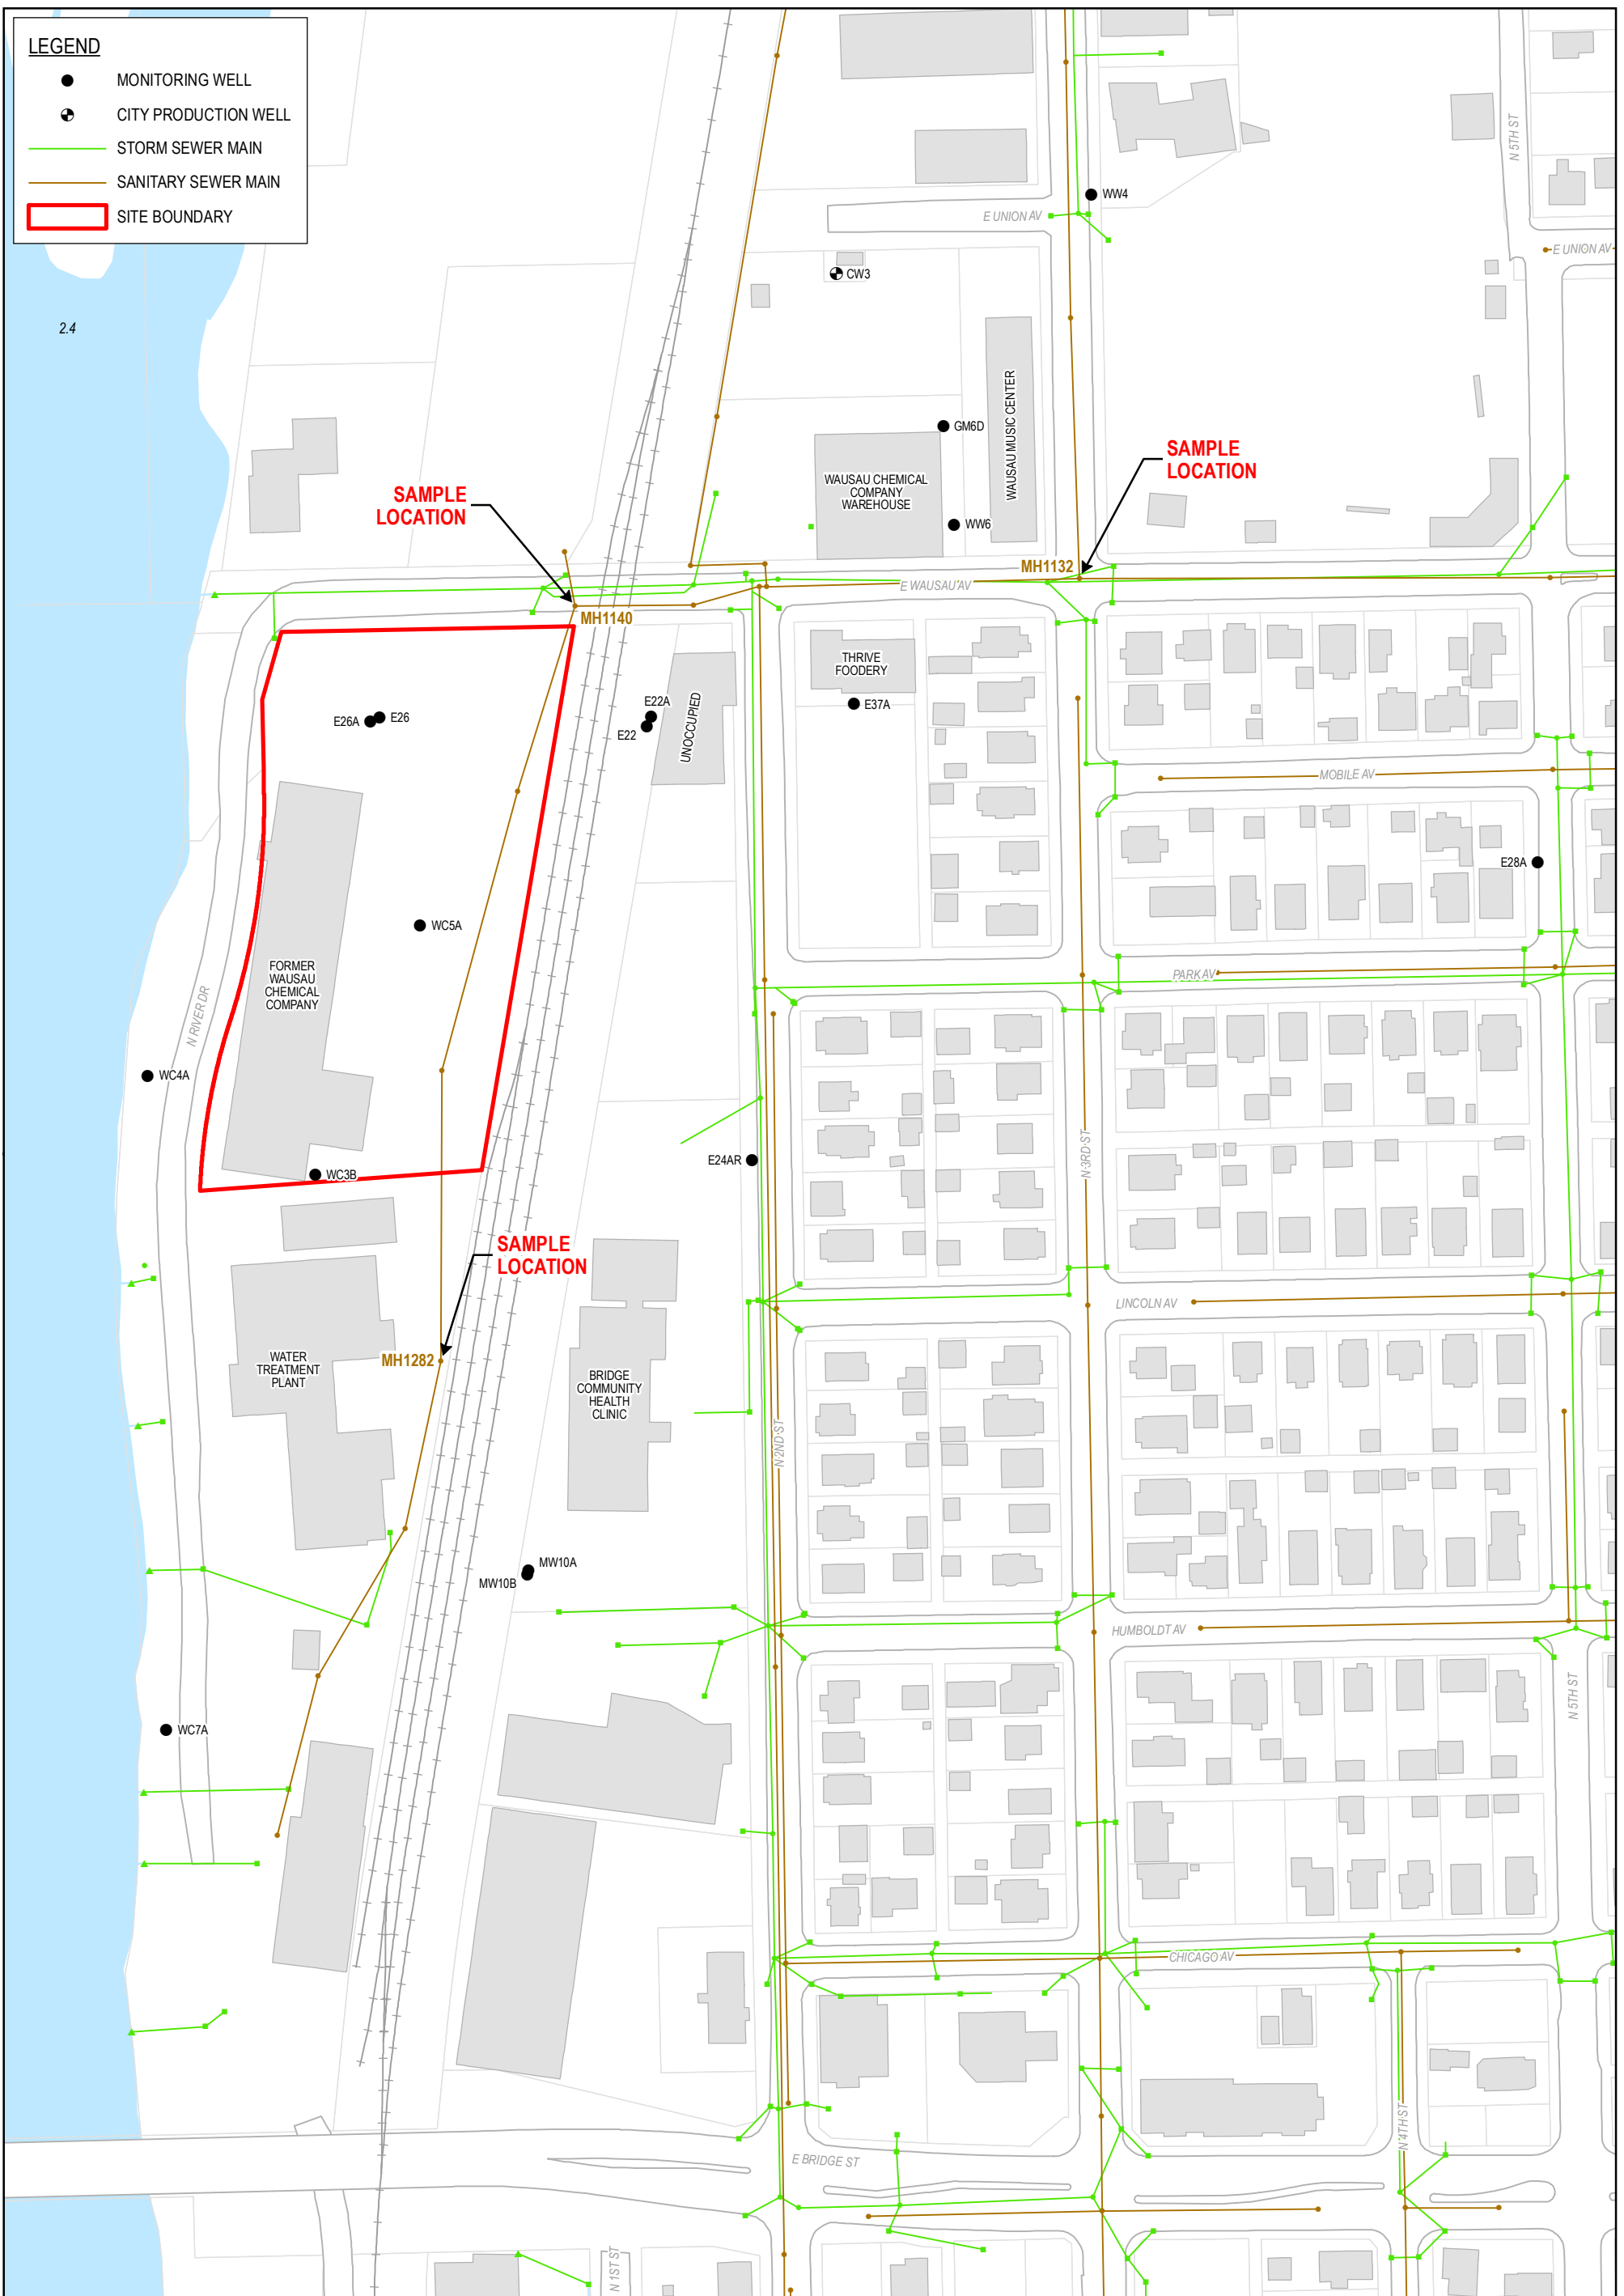 LEGEND
MONITORING WELL
CITY PRODUCTION WELL
STORM SEWER MAIN
SANITARY SEWER MAIN
SITE BOUNDARY
N 5TH ST
WW4
E UNION AV
E UNION AV
CW3
2.4
WAUSAU MUSIC CENTER
GM6D
SAMPLE
LOCATION
WAUSAU CHEMICAL
COMPANY
WAREHOUSE
SAMPLE
LOCATION
WW6
MH1132
E WAUSAU AV
MH1140
THRIVE
FOODERY
E22A
E37A
E26A
E26
E22
UNOCCUPIED
MOBILE AV
E28A
WC5A
FORMER
WAUSAU
CHEMICAL
COMPANY
PARK AV
N RIVER DR
WC4A
N 3RD ST
E24AR
WC3B
SAMPLE
LOCATION
LINCOLN AV
WATER
TREATMENT
PLANT
MH1282
BRIDGE
COMMUNITY
HEALTH
CLINIC
N 2ND ST
MW10A
MW10B
HUMBOLDT AV
N 5TH ST
WC7A
CHICAGO AV
N 4TH ST
E BRIDGE ST
N 1ST ST